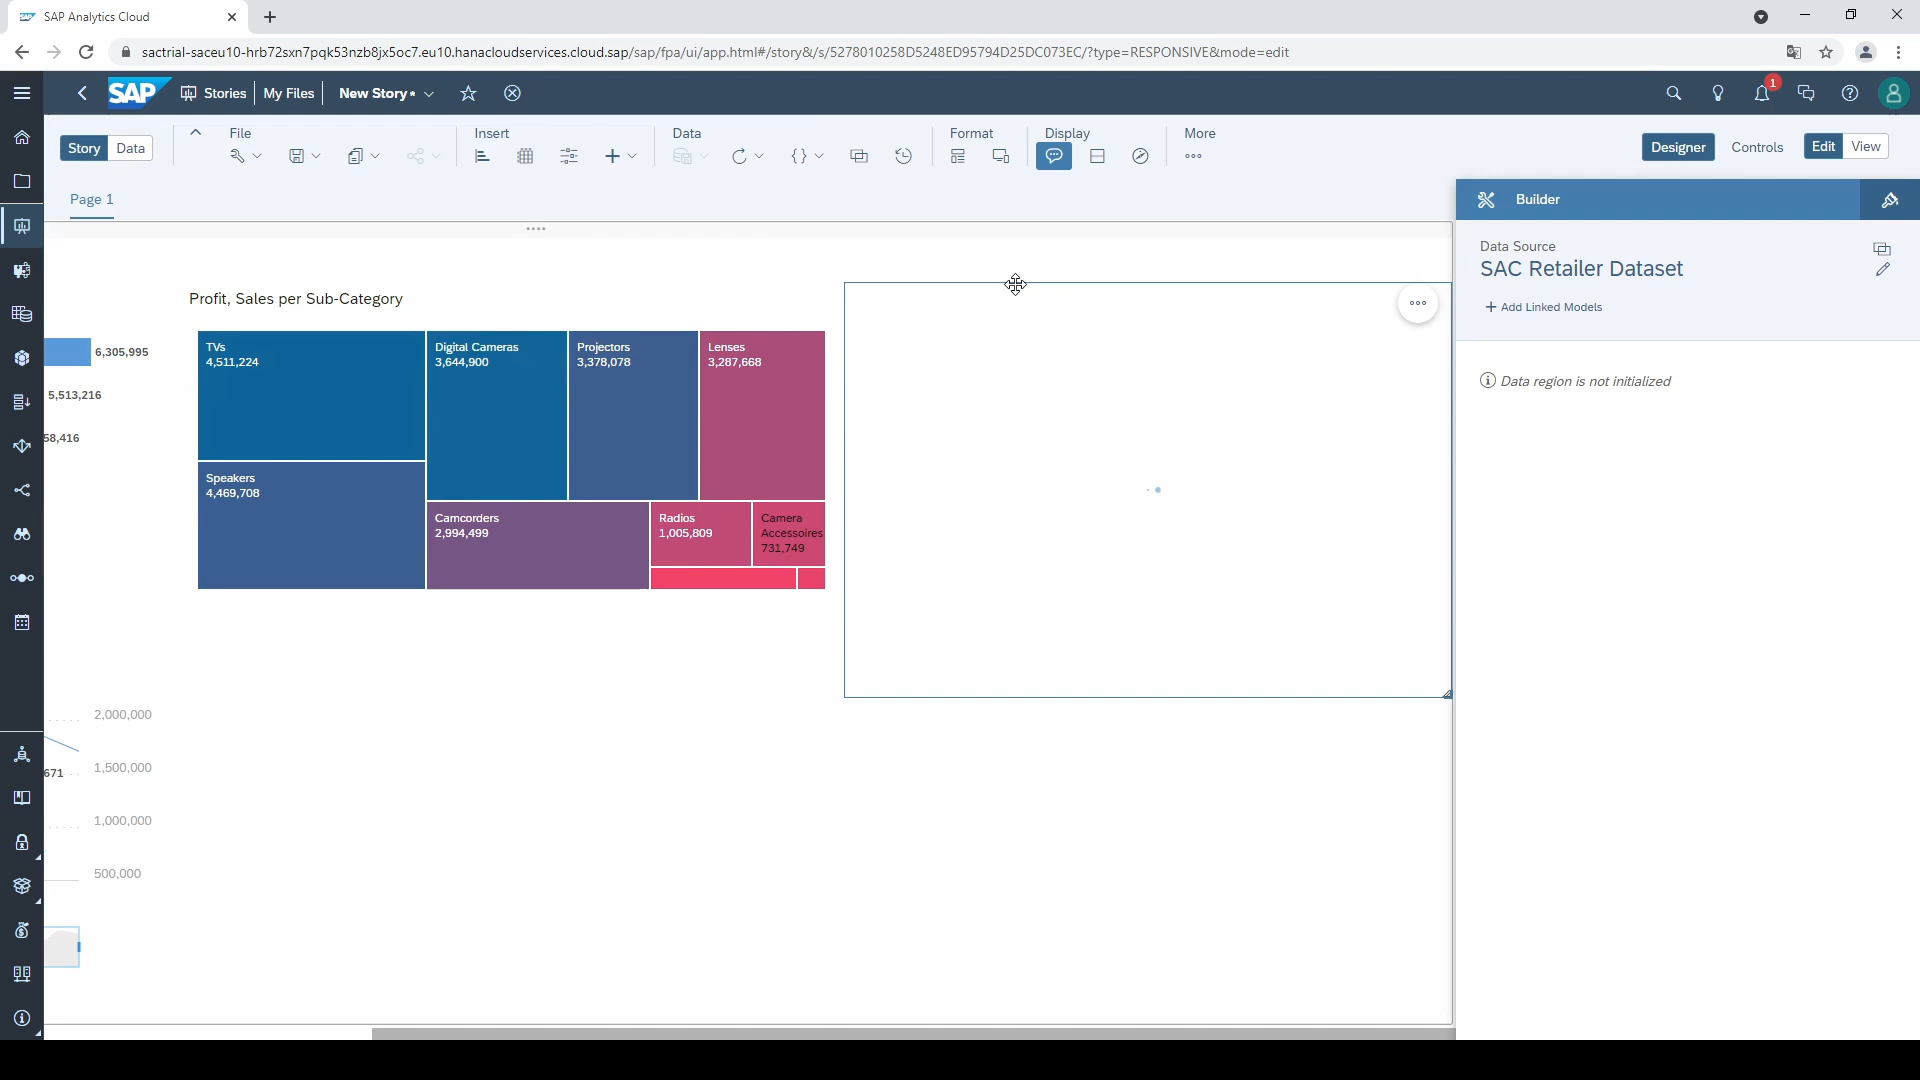 SAP Analytics Cloud
sactrial-saceu10-hrb72sxn7pqk53nzb8jx5oc7.eu10.hanacloudservices.cloud.sap/sap/fpa/ui/app.html#/story&/s/5278010258D5248ED95794D25DC073EC/?type=RESPONSIVE&mode=edit
SAP Stories My Files New Story* 1
File Insert Data Format Display More
Story Data Designer Controls Edit View
Page 1
Builder
Data Source
SAC Retailer Dataset
+ Add Linked Models
Data region is not initialized
Profit, Sales per Sub-Category
6,305,995
5,513,216
58,416
TVs
4,511,224
Digital Cameras
3,644,900
Projectors
3,378,078
Lenses
3,287,668
Speakers
4,469,708
Camcorders
2,994,499
Radios
1,005,809
Camera
Accessoires
731,749
2,000,000
1,500,000
671
1,000,000
500,000